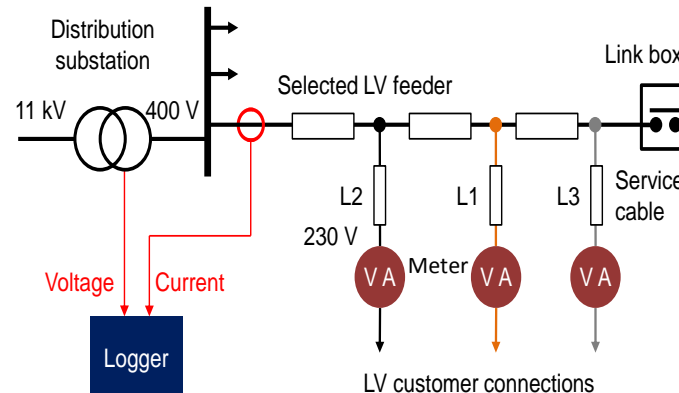 Distribution
substation
Link box
Selected LV feeder
11 kV
400 V
L2
L1
L3
Service
cable
230 V
V A
Meter
V A
V A
Voltage
Current
Logger
LV customer connections